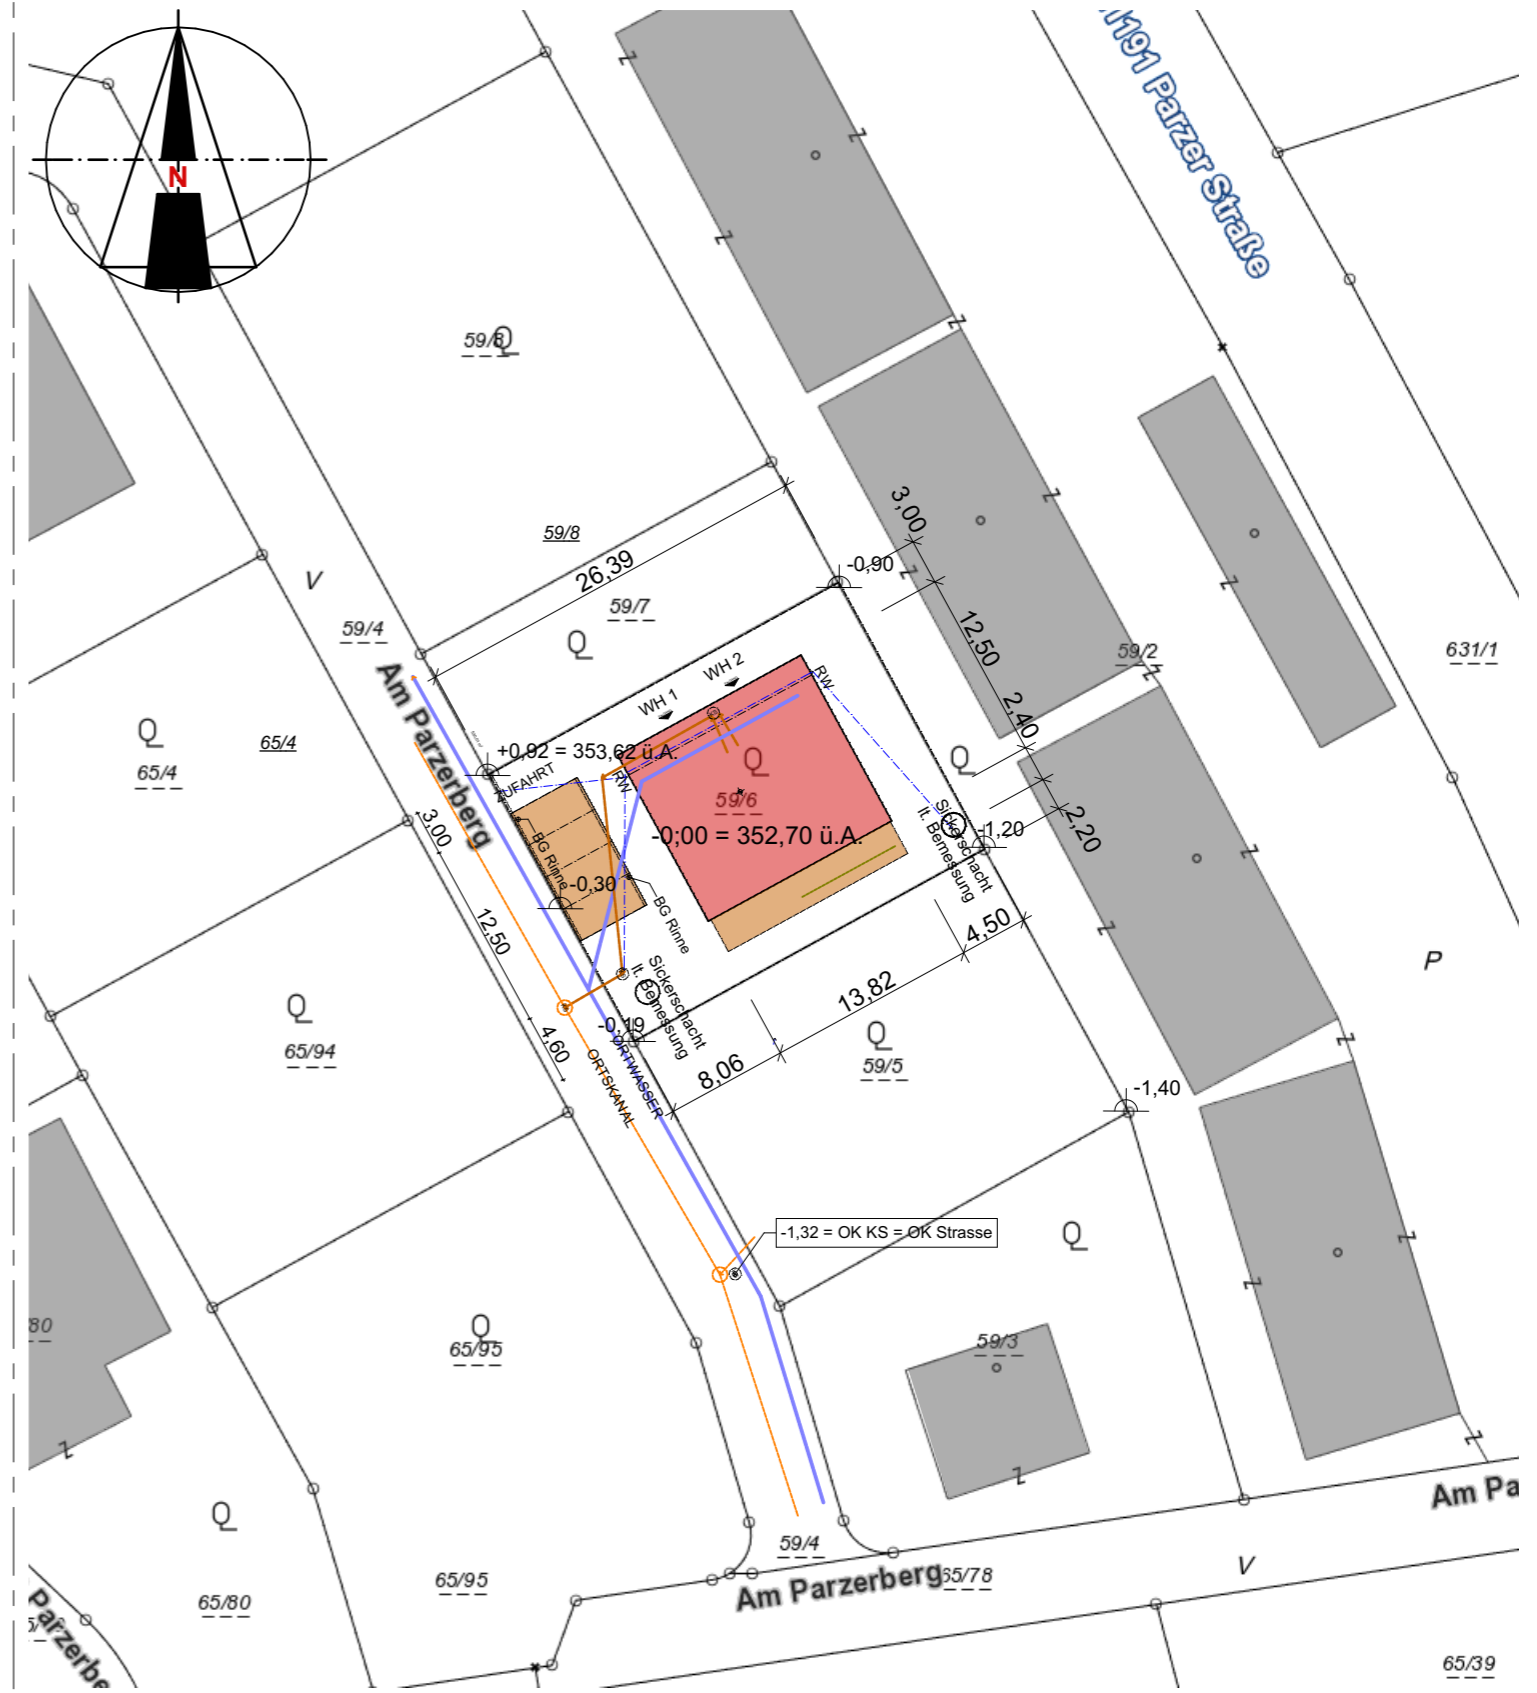 L1191 Parzer Straße
N
59/8
Q
3,00
-0,90
59/8
26,39
V
59/7
59/4
Q
12,50
59/2
631/1
Am Parzerberg
WH 1
WH 2
RW
2,40
Q
65/4
65/4
+0,92 = 353,62 ü.A.
Q
Q
ZUFAHRT
RW
59/6
-0;00 = 352,70 ü.A.
Sickerschacht
lt. Bemessung
-1,20
2,20
3,00
BG Rinne
-0,30
BG Rinne
12,50
4,50
P
Sickerschacht
lt. Bemessung
13,82
Q
65/94
-0,19
4,60
Q
59/5
8,06
ORTWASSER
ORTSKANAL
-1,40
-1,32 = OK KS = OK Strasse
Q
80
Q
65/95
59/3
Q
Am Pa
59/4
V
65/95
Am Parzerberg
65/78
65/80
Parzerbe
65/39